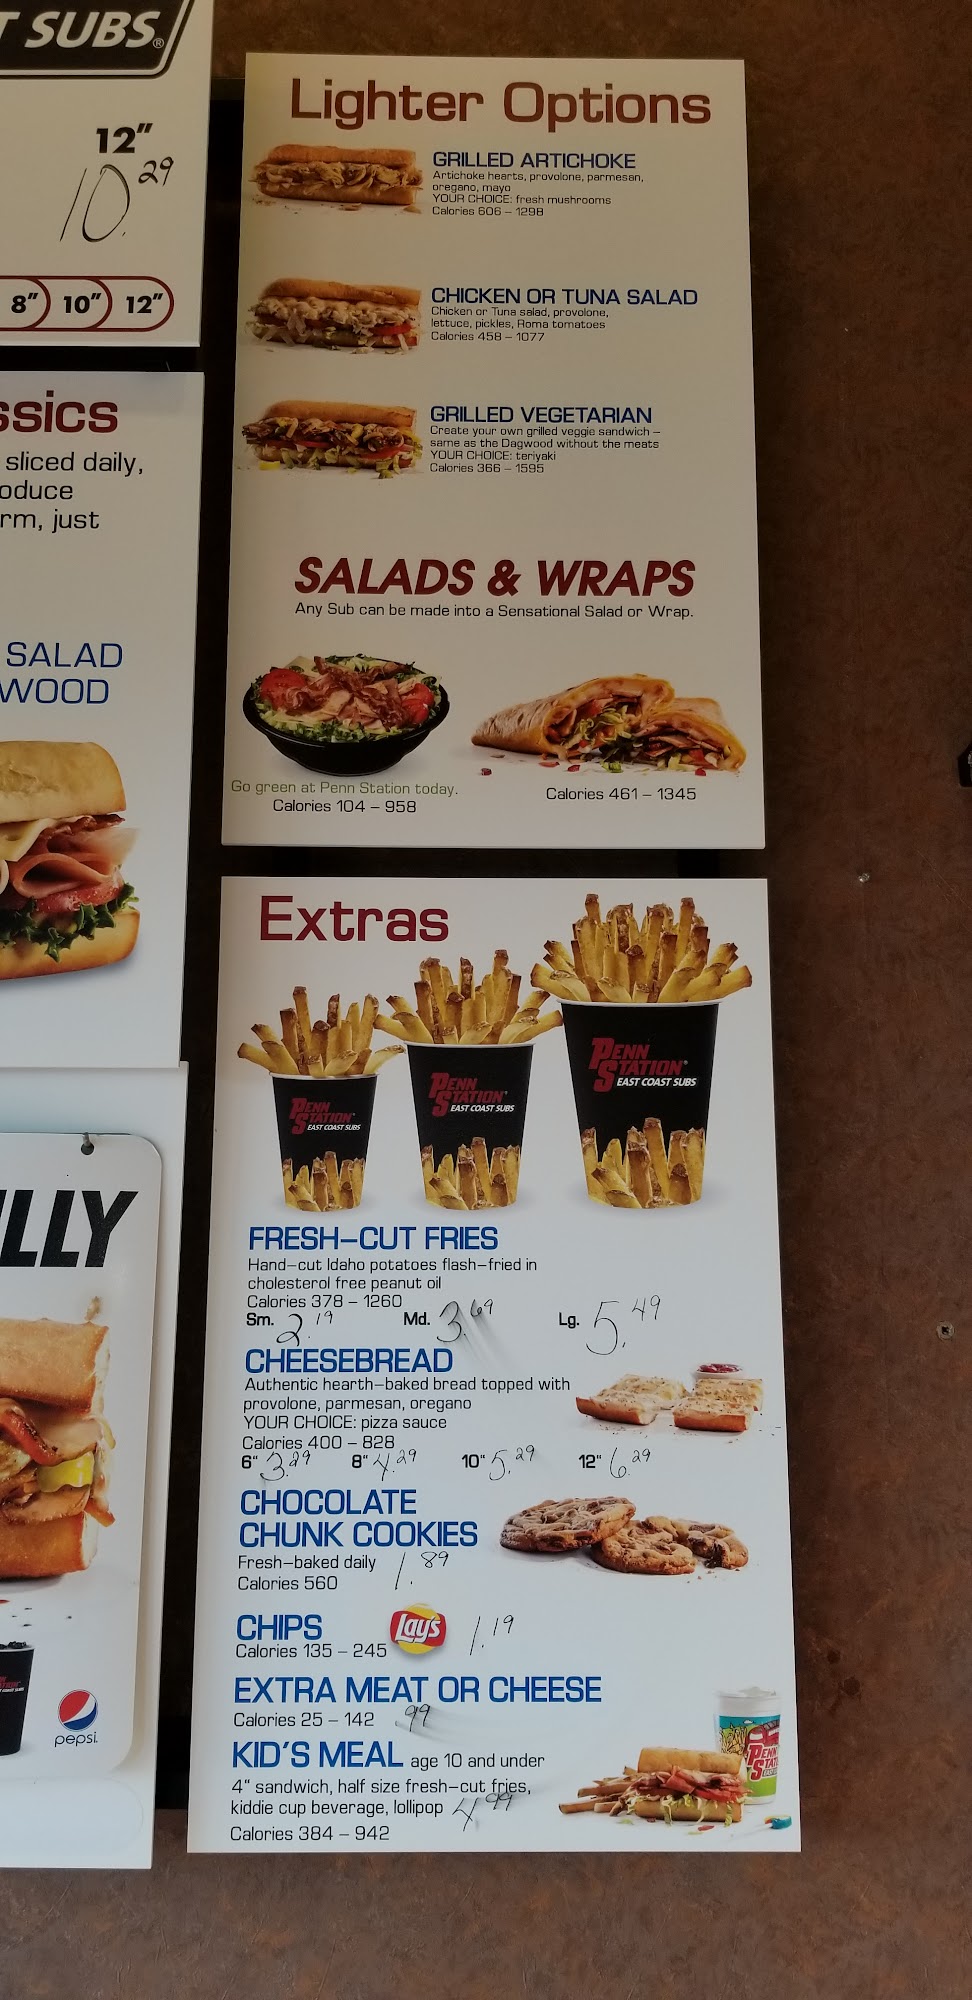 T SUBS®
12"
10.29
8" 10" 12"
ssics
sliced daily,
oduce
rm, just
SALAD
WOOD
LLY
pepsi.
Lighter Options
GRILLED ARTICHOKE
Artichoke hearts, provolone, parmesan,
oregano, mayo
YOUR CHOICE: fresh mushrooms
Calories 606 – 1298
CHICKEN OR TUNA SALAD
Chicken or Tuna salad, provolone,
lettuce, pickles, Roma tomatoes
Calories 458 – 1077
GRILLED VEGETARIAN
Create your own grilled veggie sandwich –
same as the Dagwood without the meats
YOUR CHOICE: teriyaki
Calories 366 – 1595
SALADS & WRAPS
Any Sub can be made into a Sensational Salad or Wrap.
Go green at Penn Station today.
Calories 104 – 958
Calories 461 – 1345
Extras
PENN STATION
EAST COAST SUBS
PENN STATION
EAST COAST SUBS
PENN STATION®
EAST COAST SUBS
FRESH-CUT FRIES
Hand-cut Idaho potatoes flash-fried in
cholesterol free peanut oil
Calories 378 – 1260
Sm. 2.19 Md. 3.69 Lg. 5.49
CHEESEBREAD
Authentic hearth-baked bread topped with
provolone, parmesan, oregano
YOUR CHOICE: pizza sauce
Calories 400 – 828
6" 3.29 8" 4.29 10" 5.29 12" 6.29
CHOCOLATE
CHUNK COOKIES
Fresh-baked daily 1.89
Calories 560
CHIPS Lay's 1.19
Calories 135 – 245
EXTRA MEAT OR CHEESE
Calories 25 – 142 .99
KID'S MEAL age 10 and under
4" sandwich, half size fresh-cut fries,
kiddie cup beverage, lollipop 4.99
Calories 384 – 942